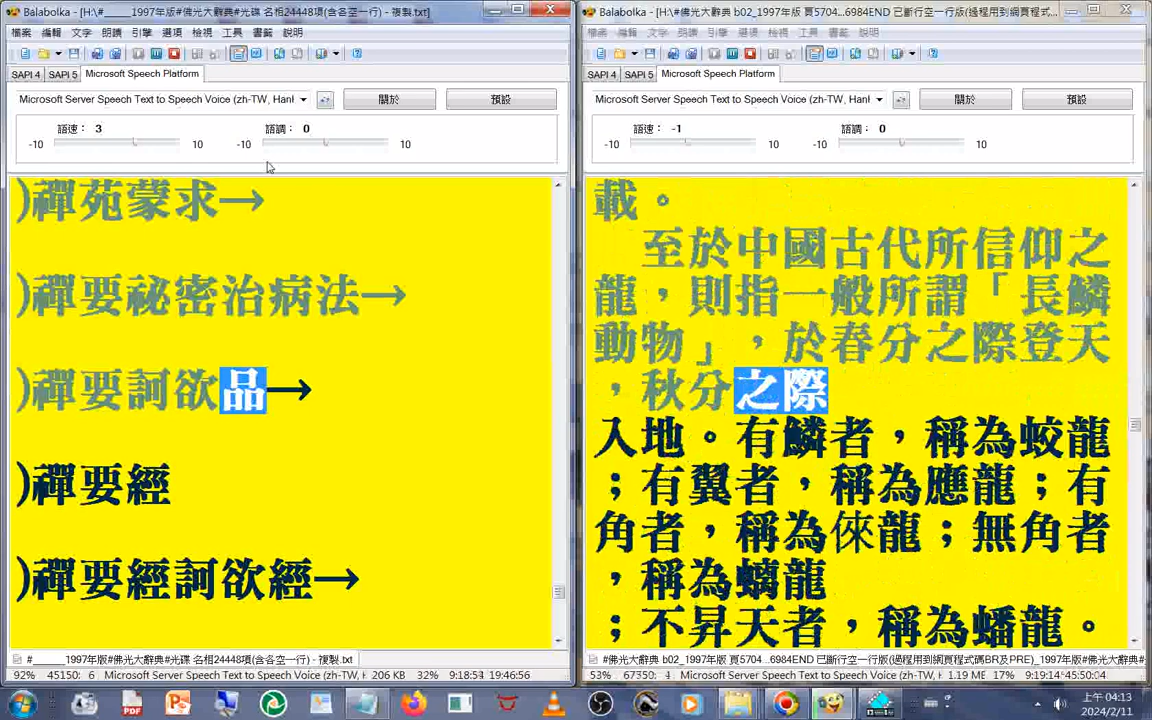 Balabolka - [H:\#_____1997年版#佛光大辭典#光碟 名相24448項(含各空一行) - 複製.txt]
檔案 編輯 文字 朗讀 引擎 選項 檢視 工具 書籤 說明
SAPI 4 SAPI 5 Microsoft Speech Platform
Microsoft Server Speech Text to Speech Voice (zh-TW, Hanl
關於 預設
語速： 3 語調： 0
-10 10 -10 10
)禪苑蒙求→
)禪要祕密治病法→
)禪要訶欲品→
)禪要經
)禪要經訶欲經→
#_____1997年版#佛光大辭典#光碟 名相24448項(含各空一行) - 複製.txt
92% 45150: 6 Microsoft Server Speech Text to Speech Voice (zh-TW, H 206 KB 32% 9:18:53 19:46:56
Balabolka - [H:\#佛光大辭典 b02_1997年版 頁5704...6984END 已斷行空一行版(過程用到網頁程式...
檔案 編輯 文字 朗讀 引擎 選項 檢視 工具 書籤 說明
SAPI 4 SAPI 5 Microsoft Speech Platform
Microsoft Server Speech Text to Speech Voice (zh-TW, Hanl
關於 預設
語速： -1 語調： 0
-10 10 -10 10
載。
至於中國古代所信仰之
龍，則指一般所謂「長鱗
動物」，於春分之際登天
，秋分之際
入地。有鱗者，稱為蛟龍
；有翼者，稱為應龍；有
角者，稱為倈龍；無角者
，稱為螭龍
；不昇天者，稱為蟠龍。
#佛光大辭典 b02_1997年版 頁5704...6984END 已斷行空一行版(過程用到網頁程式碼BR及PRE)_1997年版#
53% 67350: 4 Microsoft Server Speech Text to Speech Voice (zh-TW, H 1.19 ME 17% 9:19:14 45:50:04
上午 04:13
2024/2/11